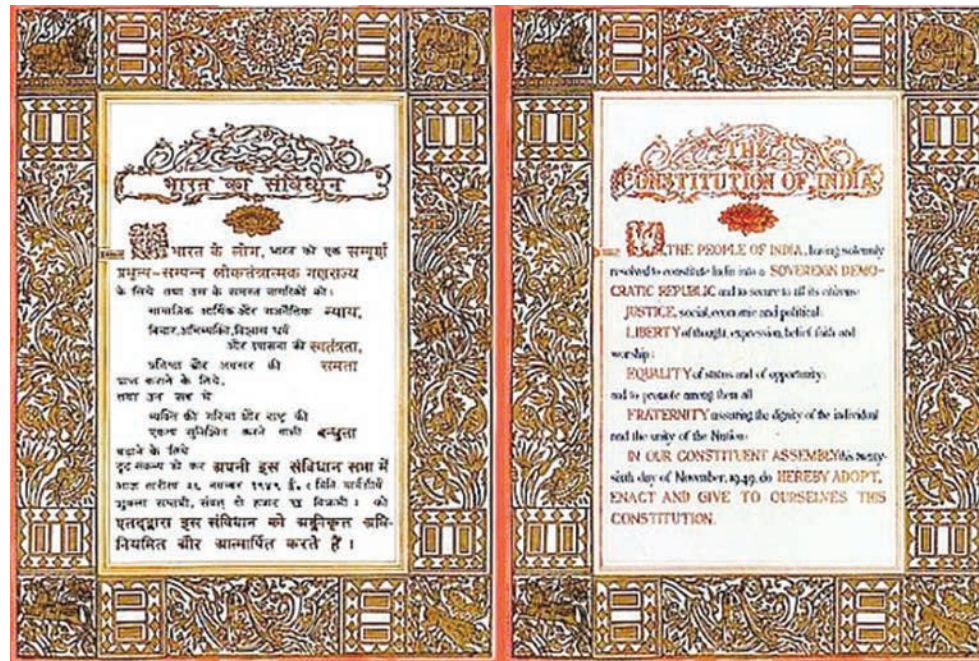 भारत का संविधान
भारत के लोग, भारत को एक सम्पूर्ण
प्रभुत्व-सम्पन्न लोकतंत्रात्मक गणराज्य
के लिये तथा उस के समस्त नागरिकों को:
सामाजिक आर्थिक और राजनैतिक न्याय,
विचार, अभिव्यक्ति, विश्वास धर्म
और उपासना की स्वतंत्रता,
प्रतिष्ठा और अवसर की समता
प्राप्त कराने के लिये,
तथा उन सब में
व्यक्ति की गरिमा और राष्ट्र की
एकता सुनिश्चित करने वाली बन्धुता
बढ़ाने के लिये
दृढ़ संकल्प हो कर अपनी इस संविधान सभा में
आज तारीख २६ नवम्बर १९४९ ई. ( मिति मार्गशीर्ष
शुक्ला सप्तमी, संवत् दो हजार विक्रमी ) को
एतद्द्वारा इस संविधान को अङ्गीकृत अधि-
नियमित और आत्मार्पित करते हैं।
THE
CONSTITUTION OF INDIA
THE PEOPLE OF INDIA, having solemnly
resolved to constitute India into a SOVEREIGN DEMO-
CRATIC REPUBLIC and to secure to all its citizens:
JUSTICE, social, economic and political;
LIBERTY of thought, expression, belief, faith and
worship;
EQUALITY of status and of opportunity;
and to promote among them all
FRATERNITY assuring the dignity of the individual
and the unity of the Nation;
IN OUR CONSTITUENT ASSEMBLY this twenty-
sixth day of November, 1949, do HEREBY ADOPT,
ENACT AND GIVE TO OURSELVES THIS
CONSTITUTION.